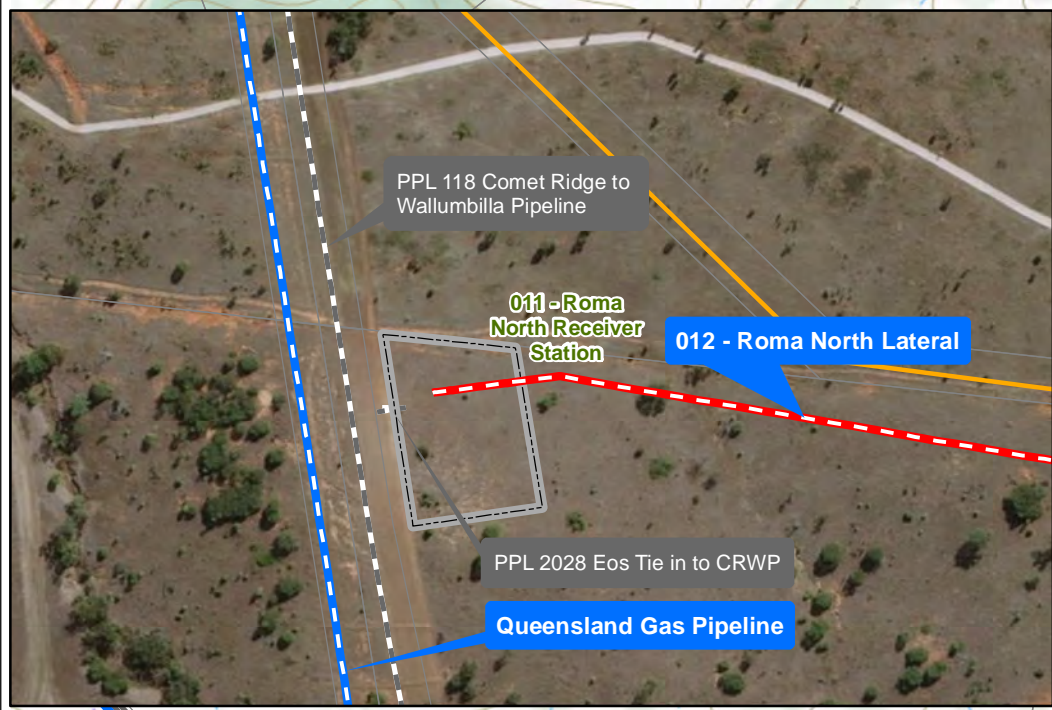 PPL 118 Comet Ridge to
Wallumbilla Pipeline
011 - Roma
North Receiver
Station
012 - Roma North Lateral
PPL 2028 Eos Tie in to CRWP
Queensland Gas Pipeline